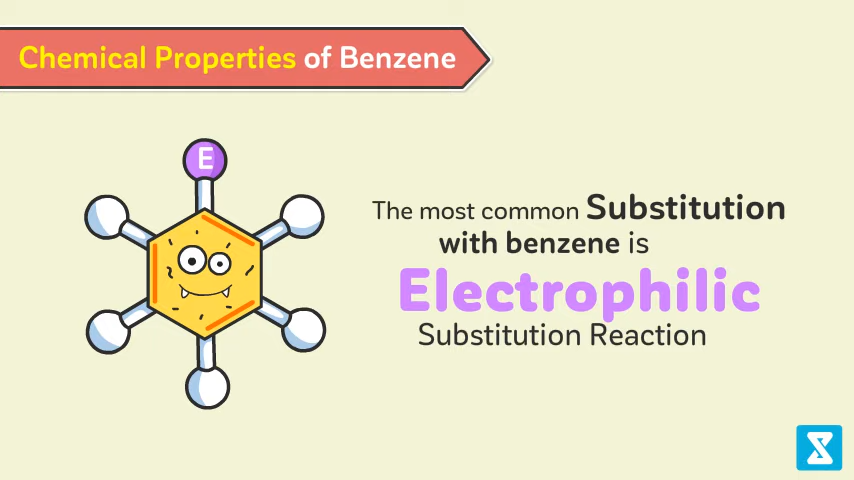 Chemical Properties of Benzene
E
The most common Substitution
with benzene is
Electrophilic
Substitution Reaction